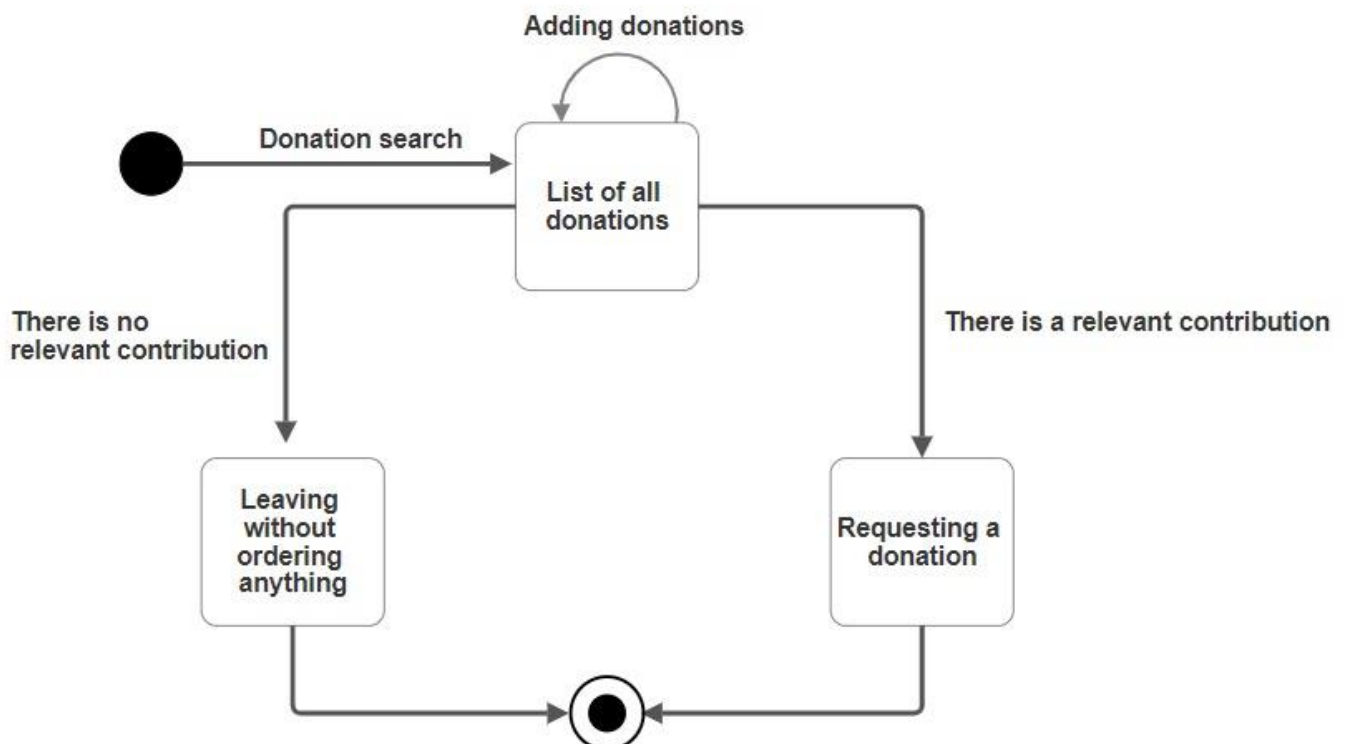 Adding donations
Donation search
List of all
donations
There is no
relevant contribution
There is a relevant contribution
Leaving
without
ordering
anything
Requesting a
donation